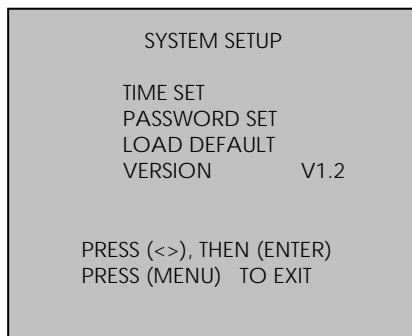 SYSTEM SETUP
TIME SET
PASSWORD SET
LOAD DEFAULT
VERSION V1.2
PRESS (<>), THEN (ENTER)
PRESS (MENU) TO EXIT